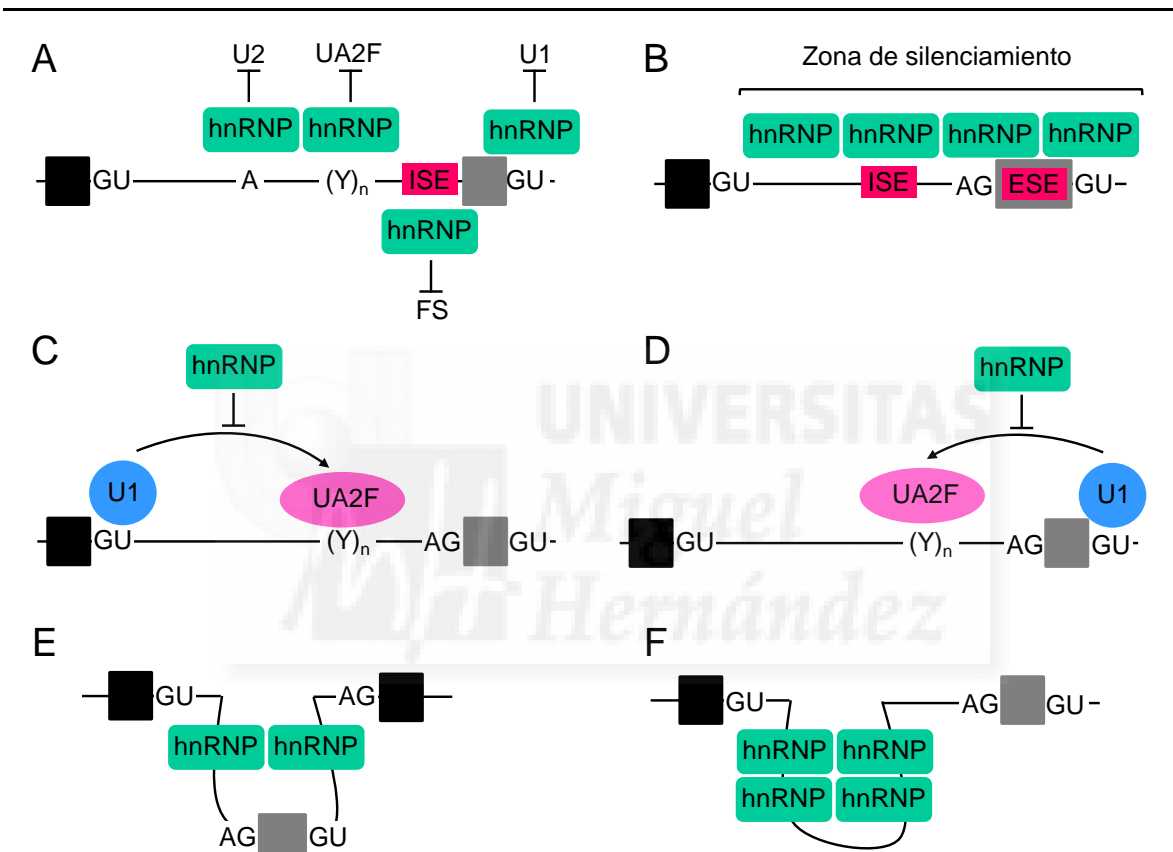 A
U2 UA2F U1
hnRNP hnRNP hnRNP
GU A (Y)n ISE GU
hnRNP
FS
B
Zona de silenciamiento
hnRNP hnRNP hnRNP hnRNP
GU ISE AG ESE GU
C
hnRNP
U1 UA2F
GU (Y)n AG GU
D
hnRNP
UA2F U1
GU (Y)n AG GU
UNIVERSITAS
Miguel
Hernández
E
GU AG
hnRNP hnRNP
AG GU
F
GU AG GU
hnRNP hnRNP
hnRNP hnRNP